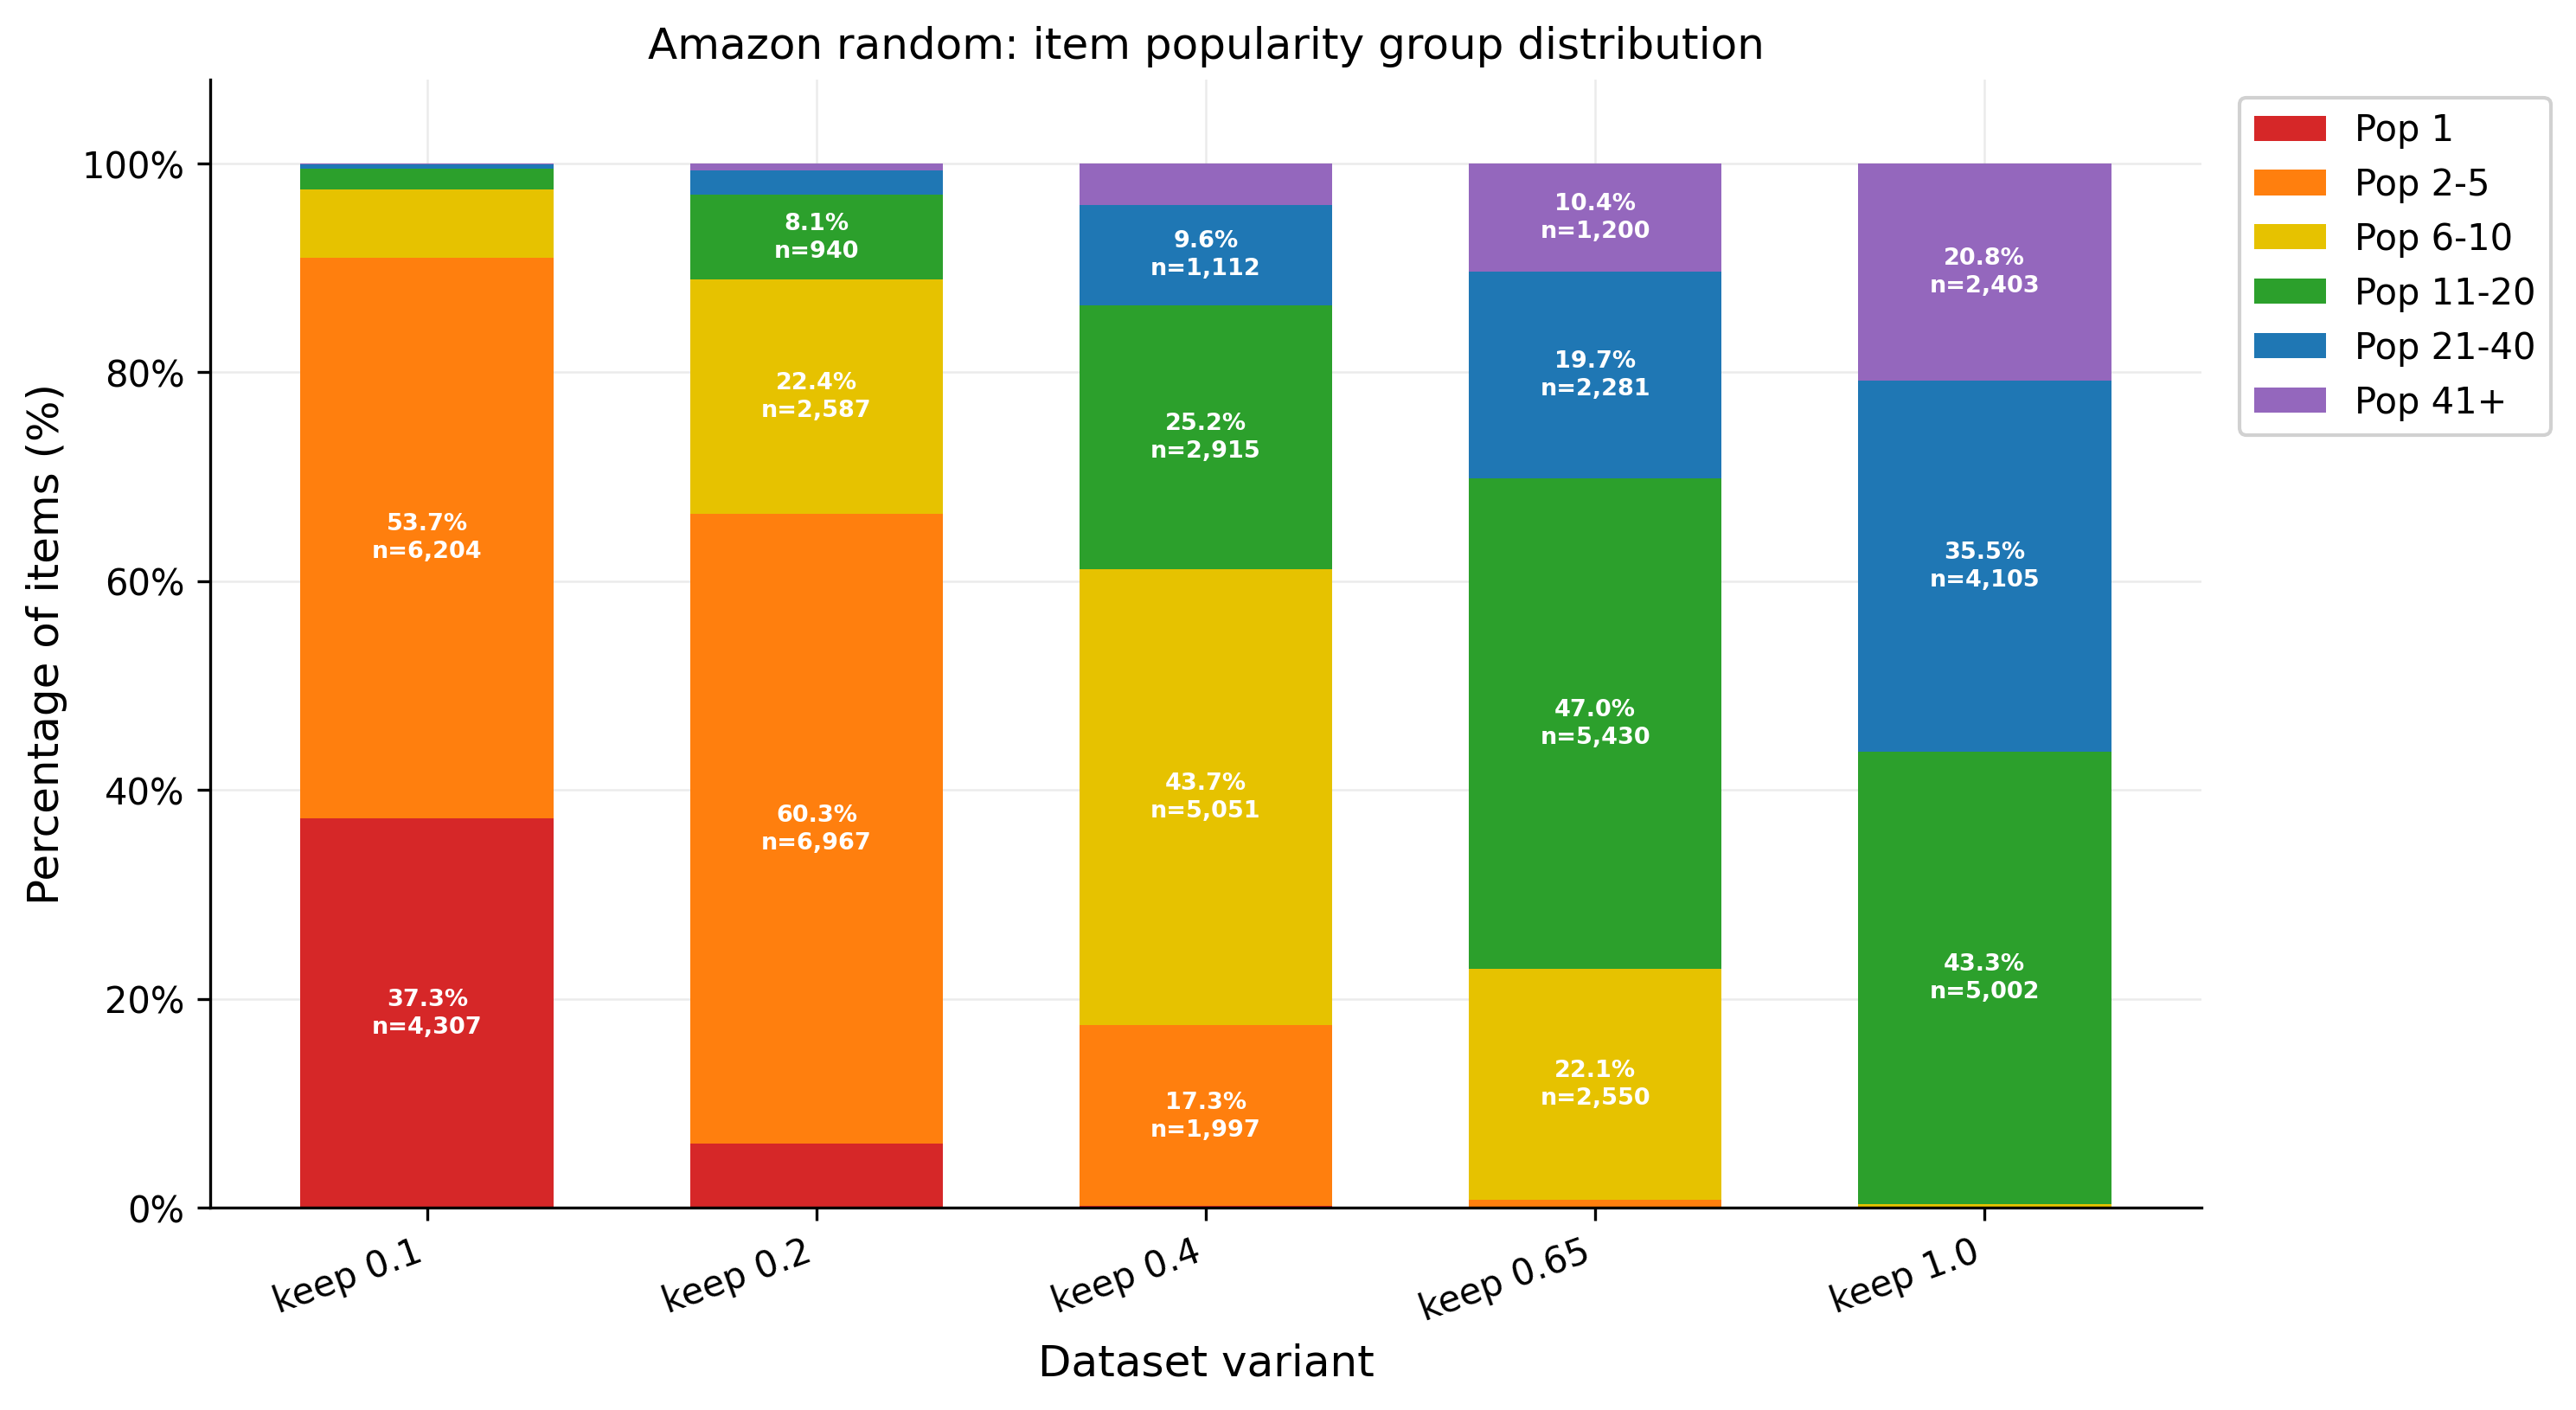 Amazon random: item popularity group distribution
Percentage of items (%)
100%
80%
60%
40%
20%
0%
53.7%
n=6,204
37.3%
n=4,307
8.1%
n=940
22.4%
n=2,587
60.3%
n=6,967
9.6%
n=1,112
25.2%
n=2,915
43.7%
n=5,051
17.3%
n=1,997
10.4%
n=1,200
19.7%
n=2,281
47.0%
n=5,430
22.1%
n=2,550
20.8%
n=2,403
35.5%
n=4,105
43.3%
n=5,002
Pop 1
Pop 2-5
Pop 6-10
Pop 11-20
Pop 21-40
Pop 41+
keep 0.1
keep 0.2
keep 0.4
keep 0.65
keep 1.0
Dataset variant